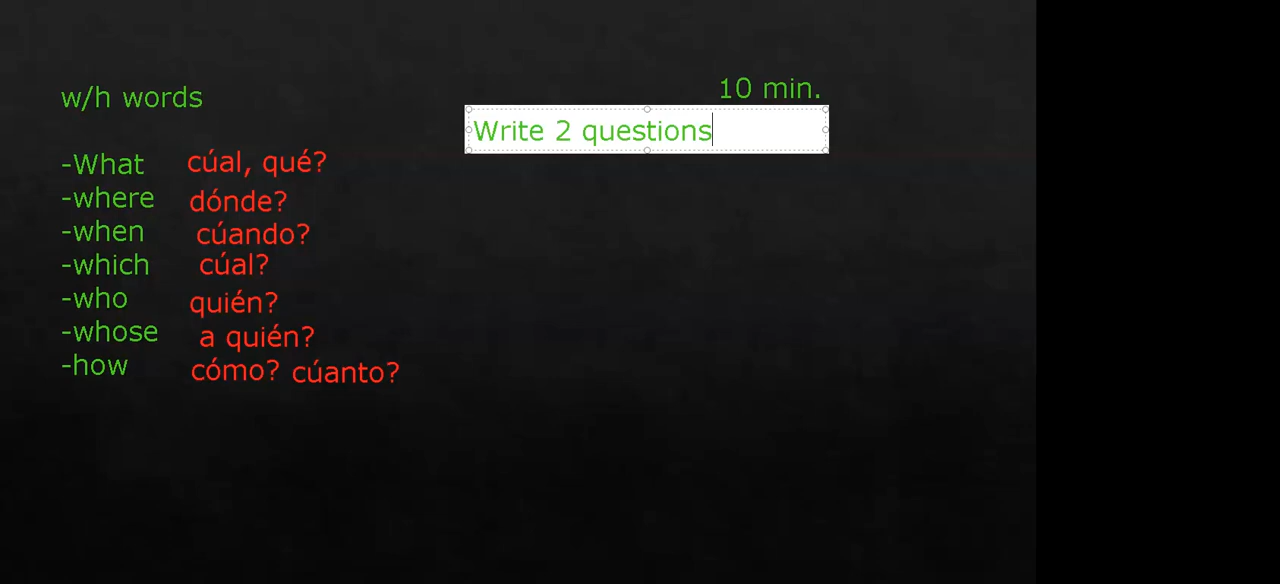 w/h words
10 min.
Write 2 questions
-What cúal, qué?
-where dónde?
-when cúando?
-which cúal?
-who quién?
-whose a quién?
-how cómo? cúanto?